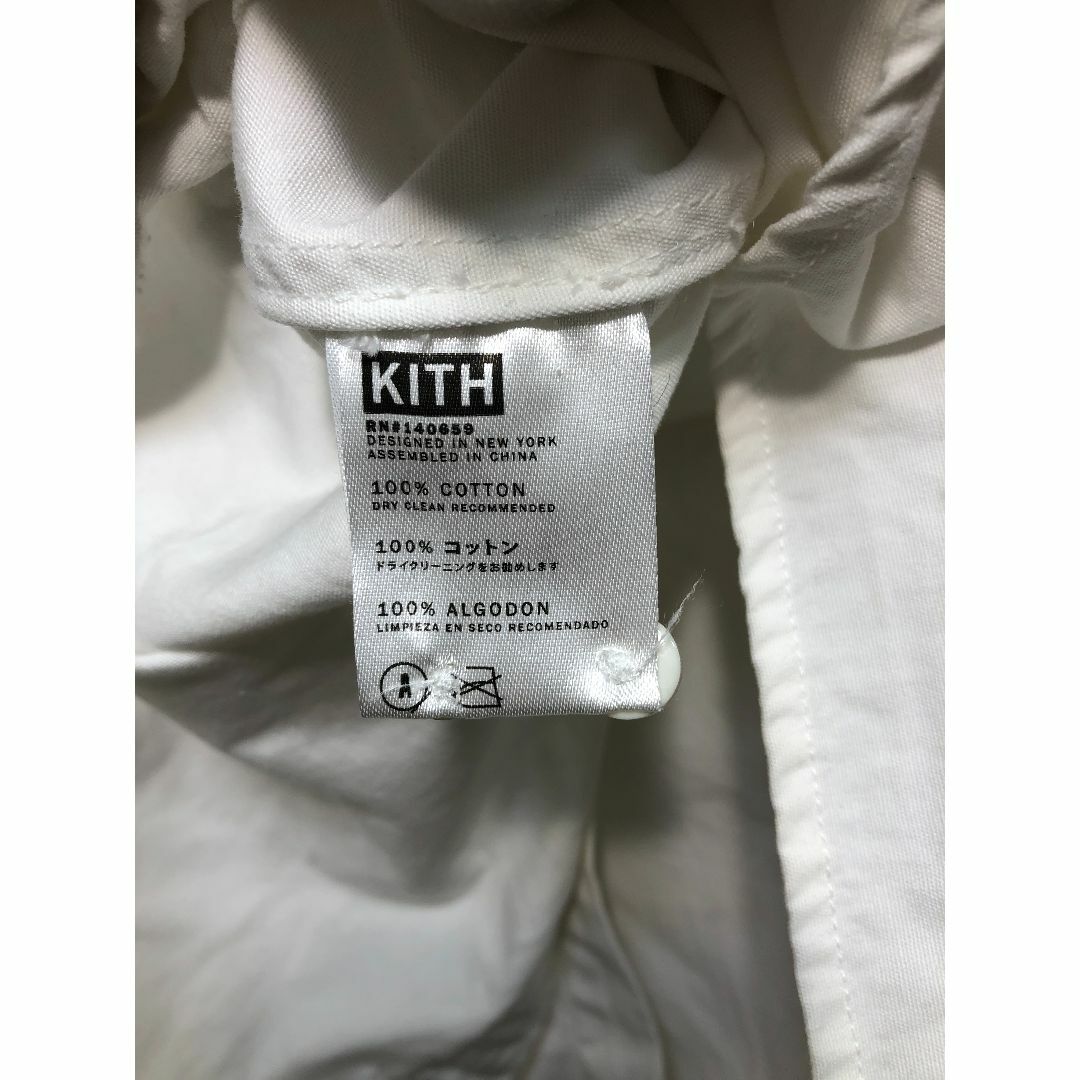 KITH
RN#140659
DESIGNED IN NEW YORK
ASSEMBLED IN CHINA
100% COTTON
DRY CLEAN RECOMMENDED
100% コットン
ドライクリーニングをお勧めします
100% ALGODON
LIMPIEZA EN SECO RECOMENDADO
A